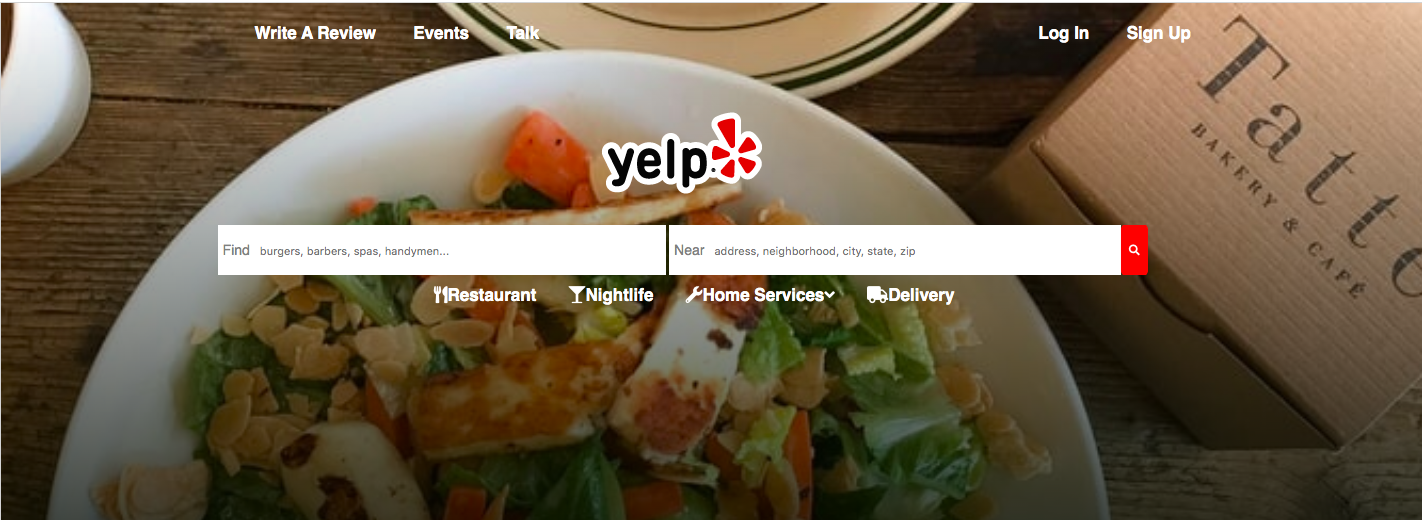 Write A Review Events Talk Log In Sign Up
yelp
Find burgers, barbers, spas, handymen... Near address, neighborhood, city, state, zip
Restaurant Nightlife Home Services Delivery
Tatte
BAKERY & CAFÉ